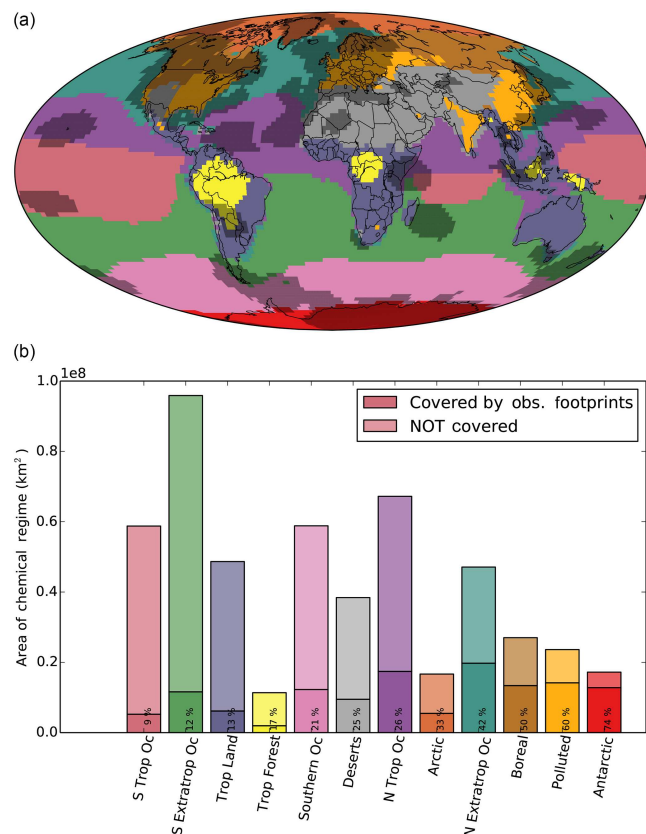 (a)
(b)
1.0 1e8
0.8
0.6
0.4
0.2
0.0
Area of chemical regime (km²)
Covered by obs. footprints
NOT covered
9 %
12 %
13 %
17 %
21 %
25 %
26 %
33 %
42 %
50 %
60 %
74 %
S Trop Oc
S Extratrop Oc
Trop Land
Trop Forest
Southern Oc
Deserts
N Trop Oc
Arctic
N Extratrop Oc
Boreal
Polluted
Antarctic